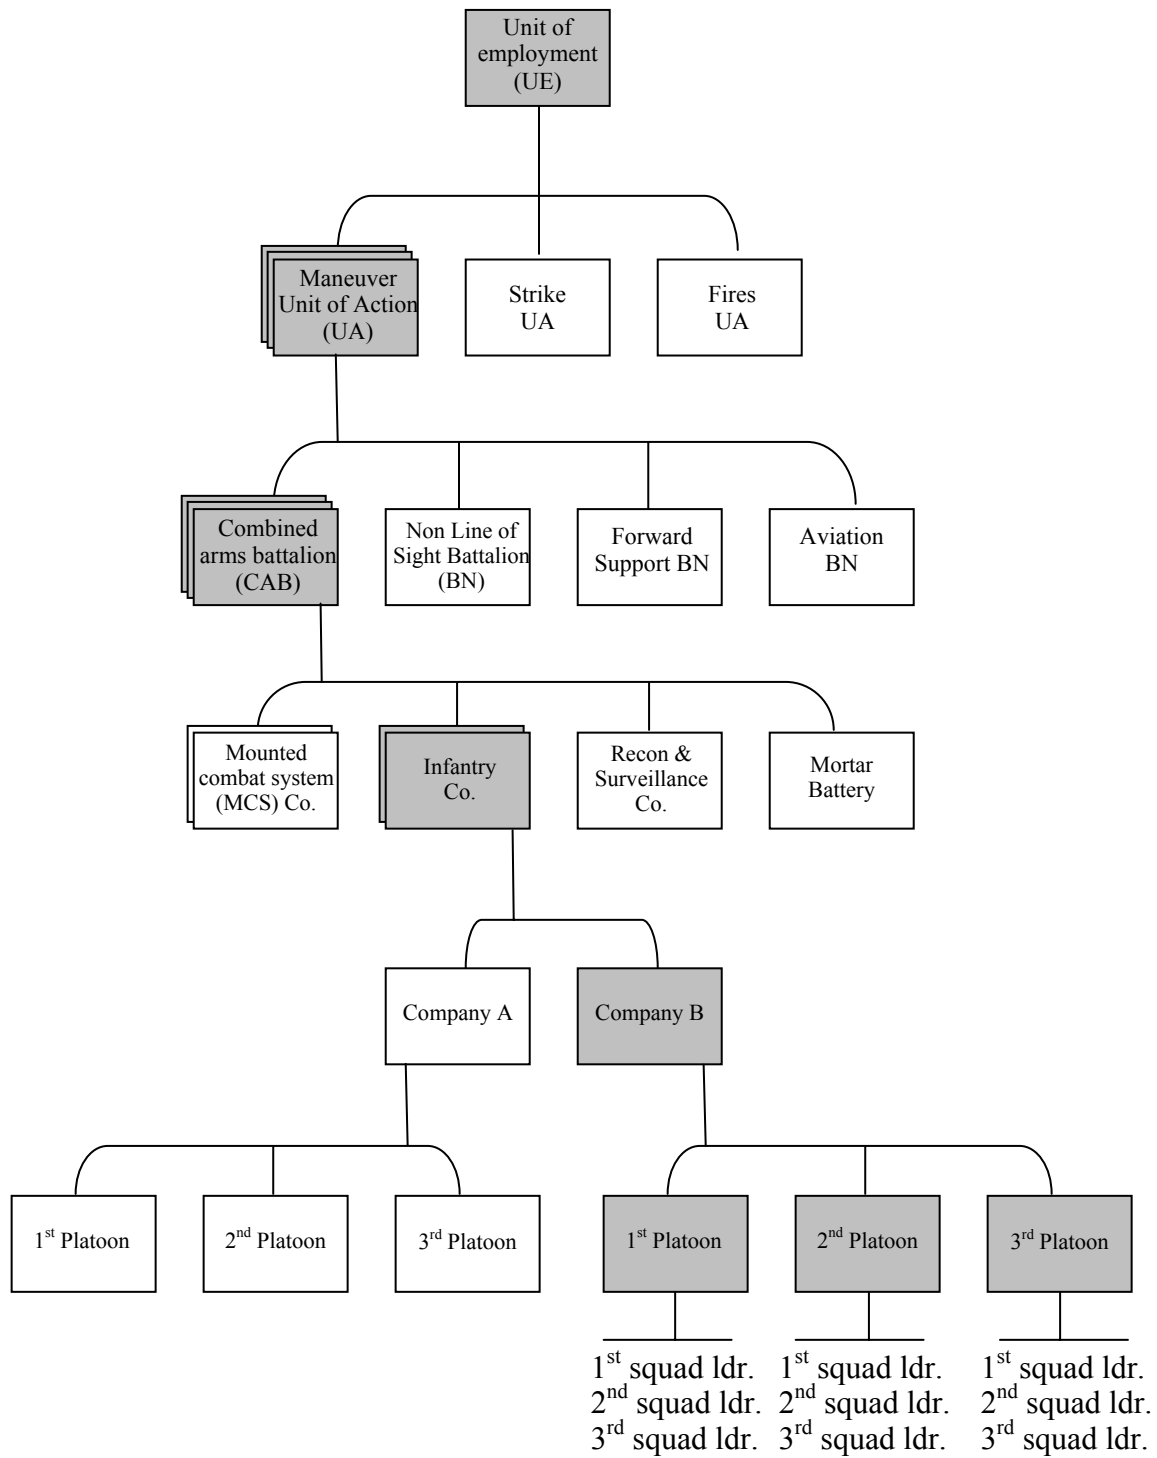 Unit of
employment
(UE)
Maneuver
Unit of Action
(UA)
Strike
UA
Fires
UA
Combined
arms battalion
(CAB)
Non Line of
Sight Battalion
(BN)
Forward
Support BN
Aviation
BN
Mounted
combat system
(MCS) Co.
Infantry
Co.
Recon &
Surveillance
Co.
Mortar
Battery
Company A
Company B
1st Platoon
2nd Platoon
3rd Platoon
1st Platoon
2nd Platoon
3rd Platoon
1st squad ldr.
2nd squad ldr.
3rd squad ldr.
1st squad ldr.
2nd squad ldr.
3rd squad ldr.
1st squad ldr.
2nd squad ldr.
3rd squad ldr.